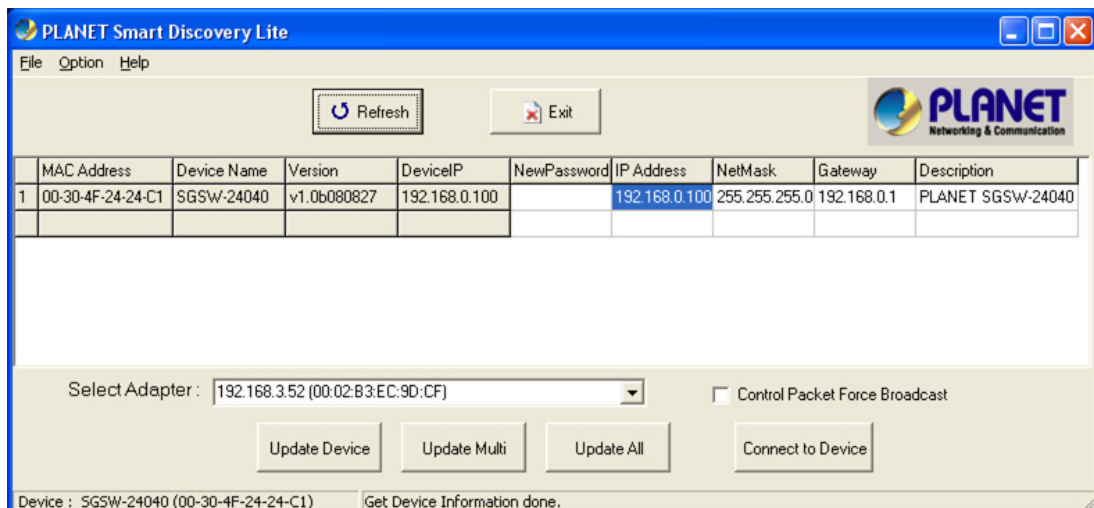 PLANET Smart Discovery Lite
File Option Help
Refresh Exit PLANET
Networking & Communication
MAC Address Device Name Version DeviceIP NewPassword IP Address NetMask Gateway Description
1 00-30-4F-24-24-C1 SGSW-24040 v1.0b080827 192.168.0.100 192.168.0.100 255.255.255.0 192.168.0.1 PLANET SGSW-24040
Select Adapter : 192.168.3.52 (00:02:B3:EC:9D:CF) Control Packet Force Broadcast
Update Device Update Multi Update All Connect to Device
Device : SGSW-24040 (00-30-4F-24-24-C1) Get Device Information done.